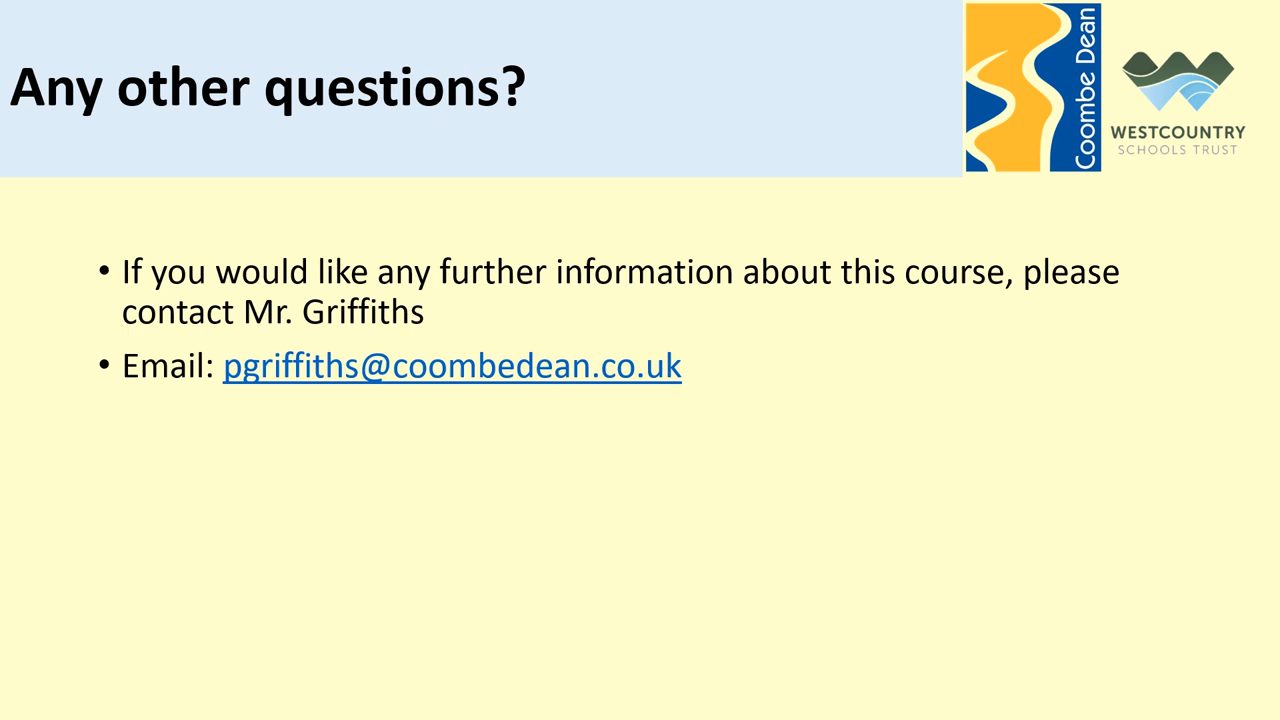 Any other questions?
Coombe Dean
WESTCOUNTRY
SCHOOLS TRUST
• If you would like any further information about this course, please
contact Mr. Griffiths
• Email: pgriffiths@coombedean.co.uk